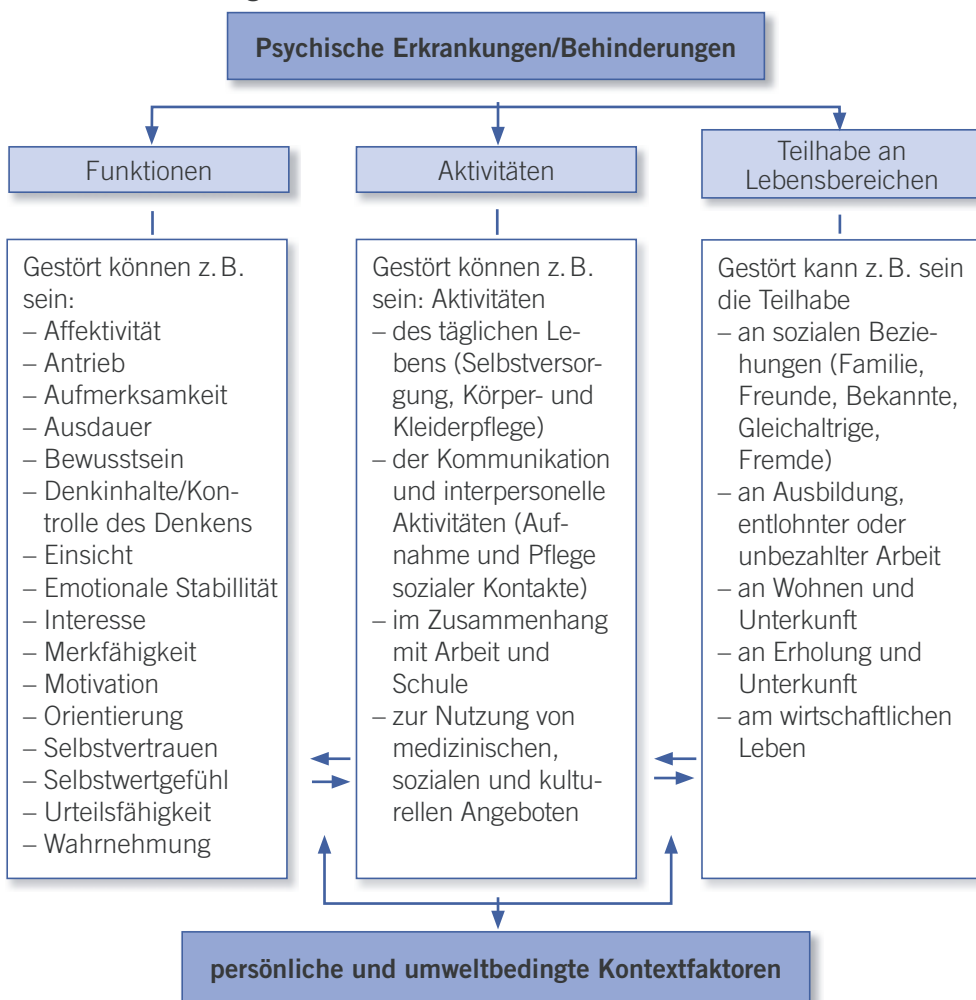 Psychische Erkrankungen/Behinderungen
Funktionen
Aktivitäten
Teilhabe an
Lebensbereichen
Gestört können z. B.
sein:
– Affektivität
– Antrieb
– Aufmerksamkeit
– Ausdauer
– Bewusstsein
– Denkinhalte/Kon-
trolle des Denkens
– Einsicht
– Emotionale Stabillität
– Interesse
– Merkfähigkeit
– Motivation
– Orientierung
– Selbstvertrauen
– Selbstwertgefühl
– Urteilsfähigkeit
– Wahrnehmung
Gestört können z. B.
sein: Aktivitäten
– des täglichen Le-
bens (Selbstversor-
gung, Körper- und
Kleiderpflege)
– der Kommunikation
und interpersonelle
Aktivitäten (Auf-
nahme und Pflege
sozialer Kontakte)
– im Zusammenhang
mit Arbeit und
Schule
– zur Nutzung von
medizinischen,
sozialen und kultu-
rellen Angeboten
Gestört kann z. B. sein
die Teilhabe
– an sozialen Bezie-
hungen (Familie,
Freunde, Bekannte,
Gleichaltrige,
Fremde)
– an Ausbildung,
entlohnter oder
unbezahlter Arbeit
– an Wohnen und
Unterkunft
– an Erholung und
Unterkunft
– am wirtschaftlichen
Leben
persönliche und umweltbedingte Kontextfaktoren